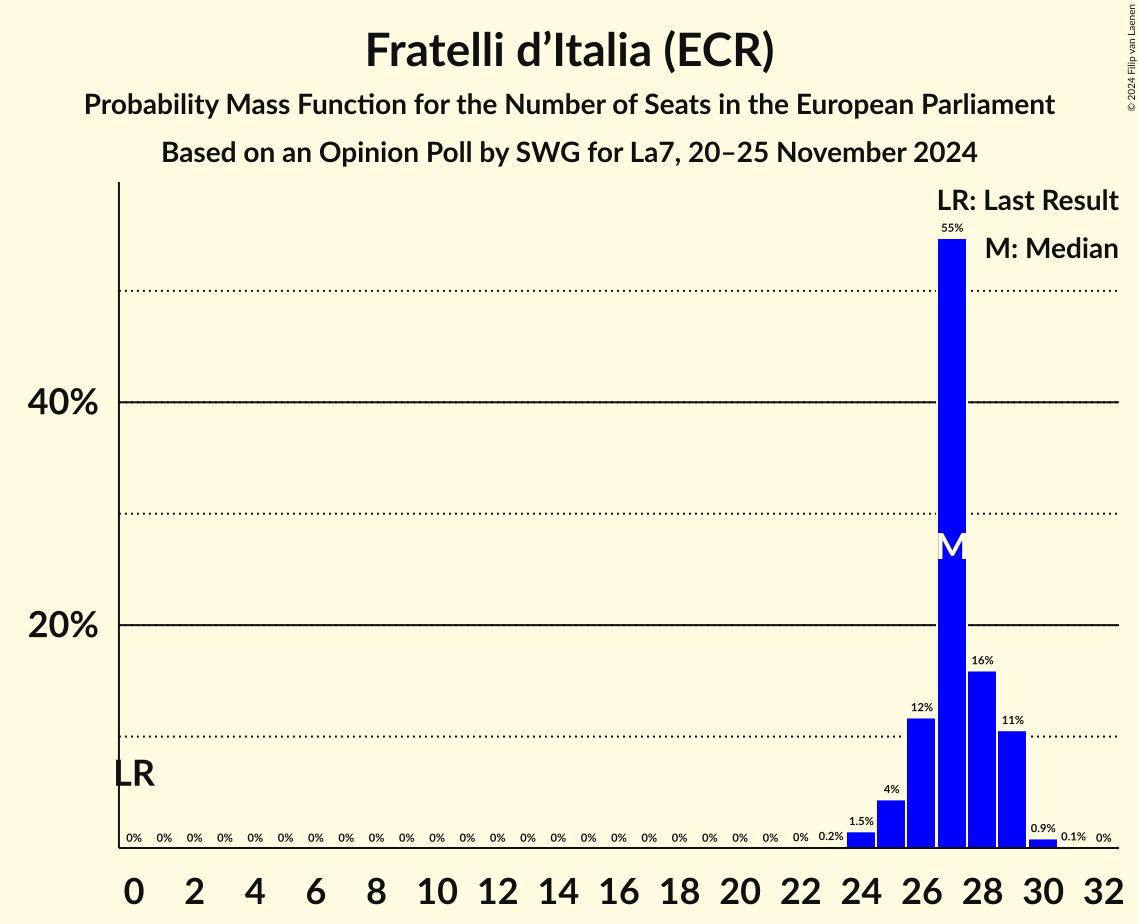 Fratelli d’Italia (ECR)
Probability Mass Function for the Number of Seats in the European Parliament
Based on an Opinion Poll by SWG for La7, 20–25 November 2024
© 2024 Filip van Laenen
LR: Last Result
M: Median
55%
40%
M
20%
16%
12%
11%
LR
4%
1.5%
0.9%
0% 0% 0% 0% 0% 0% 0% 0% 0% 0% 0% 0% 0% 0% 0% 0% 0% 0% 0% 0% 0% 0% 0% 0.2% 0.1% 0%
0 2 4 6 8 10 12 14 16 18 20 22 24 26 28 30 32